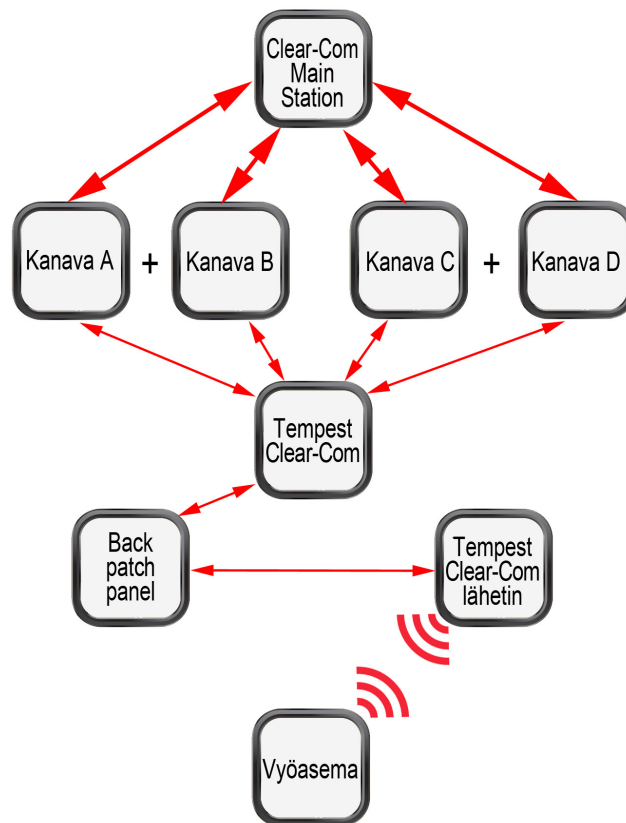 Clear-Com
Main
Station
Kanava A + Kanava B
Kanava C + Kanava D
Tempest
Clear-Com
Back
patch
panel
Tempest
Clear-Com
lähetin
Vyöasema